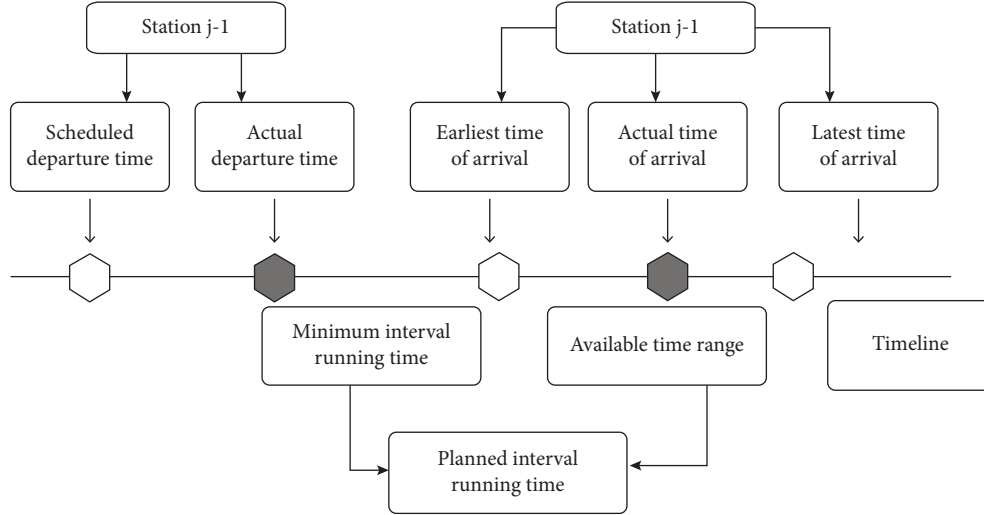 Station j-1
Station j-1
Scheduled
departure time
Actual
departure time
Earliest time
of arrival
Actual time
of arrival
Latest time
of arrival
Minimum interval
running time
Available time range
Timeline
Planned interval
running time